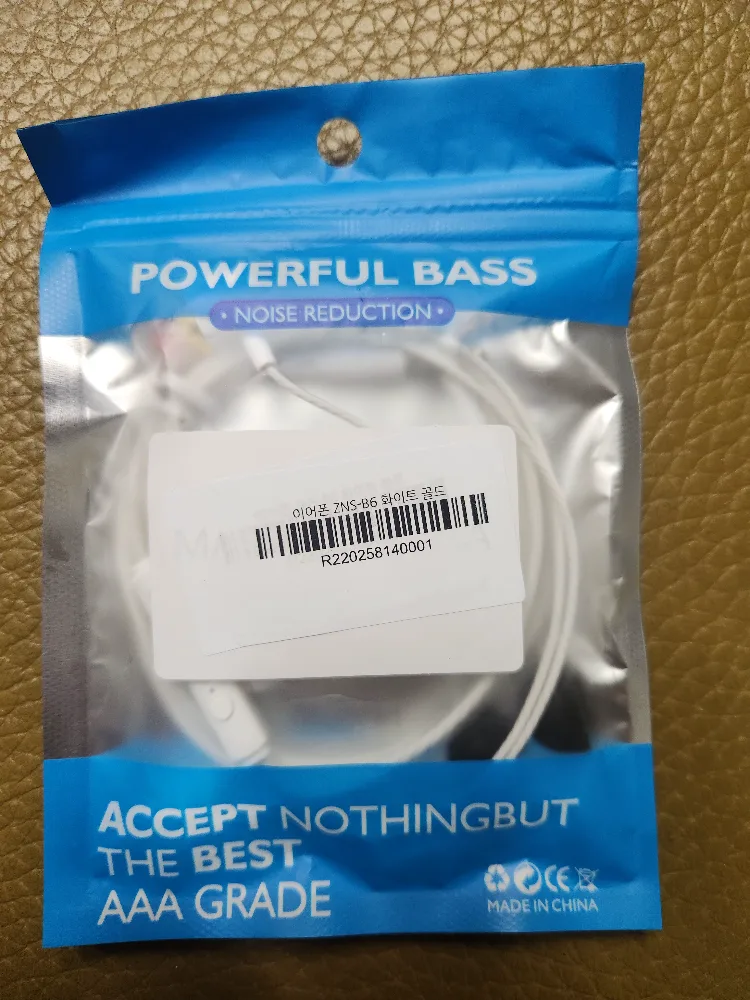 POWERFUL BASS
• NOISE REDUCTION •
이어폰 ZNS-B6 화이트 골드
R220258140001
ACCEPT NOTHINGBUT
THE BEST
AAA GRADE
CE
MADE IN CHINA